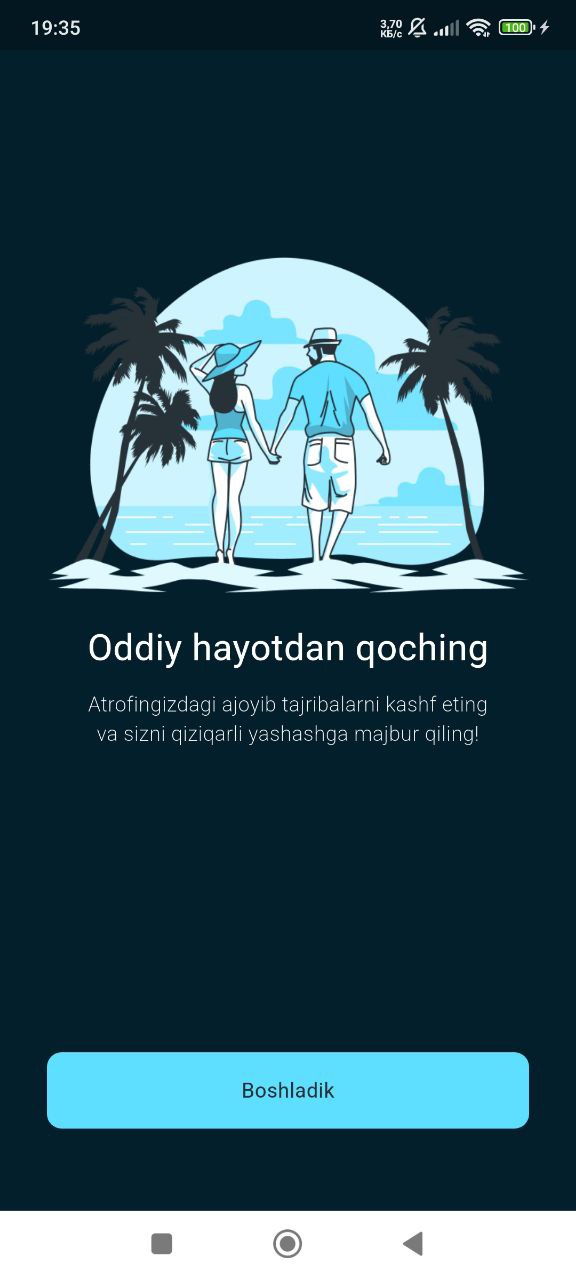 19:35
3,70
КБ/с
100
Oddiy hayotdan qoching
Atrofingizdagi ajoyib tajribalarni kashf eting
va sizni qiziqarli yashashga majbur qiling!
Boshladik